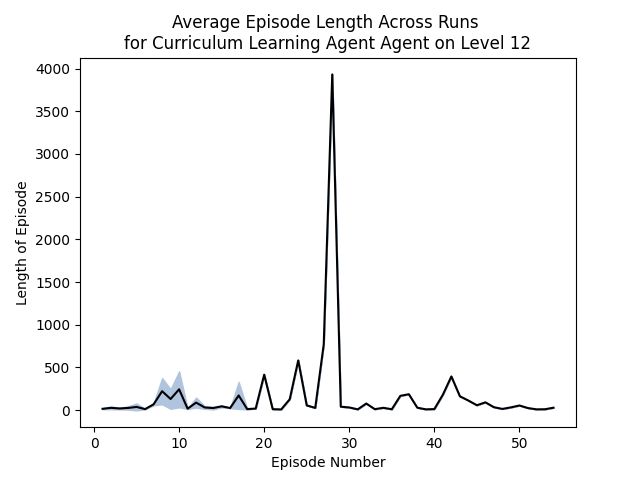 Average Episode Length Across Runs
for Curriculum Learning Agent Agent on Level 12
4000
3500
3000
2500
2000
1500
1000
500
0
Length of Episode
0 10 20 30 40 50
Episode Number